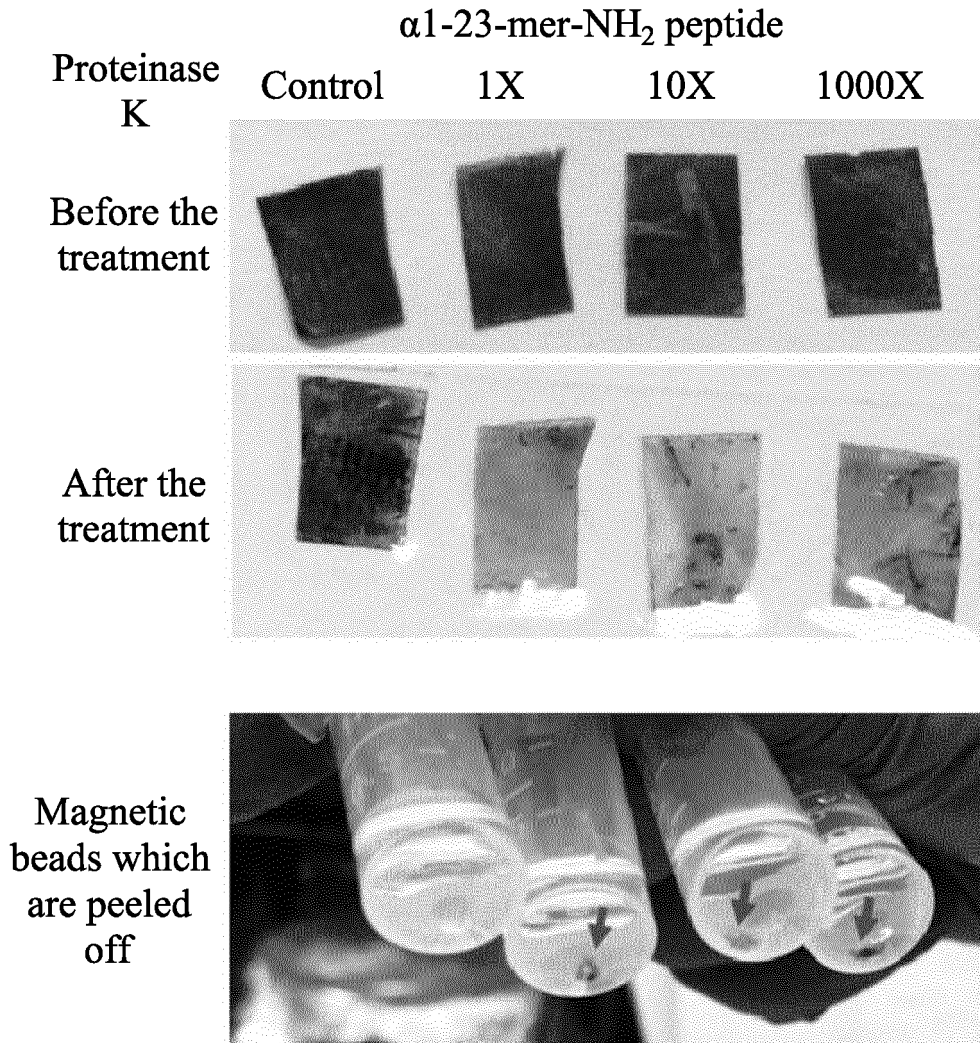 α1-23-mer-NH₂ peptide
Proteinase
K
Control 1X 10X 1000X
Before the
treatment
After the
treatment
Magnetic
beads which
are peeled
off